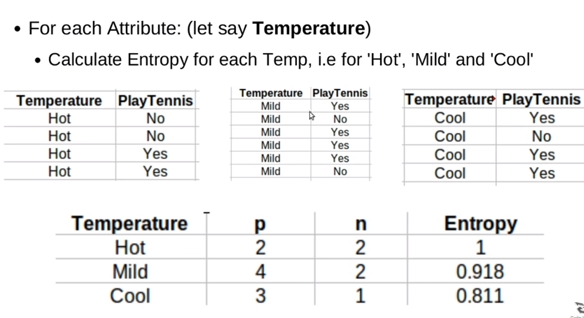 • For each Attribute: (let say Temperature)
• Calculate Entropy for each Temp, i.e for 'Hot', 'Mild' and 'Cool'
Temperature PlayTennis
Hot No
Hot No
Hot Yes
Hot Yes
Temperature PlayTennis
Mild Yes
Mild No
Mild Yes
Mild Yes
Mild Yes
Mild No
Temperature PlayTennis
Cool Yes
Cool No
Cool Yes
Cool Yes
Temperature p n Entropy
Hot 2 2 1
Mild 4 2 0.918
Cool 3 1 0.811